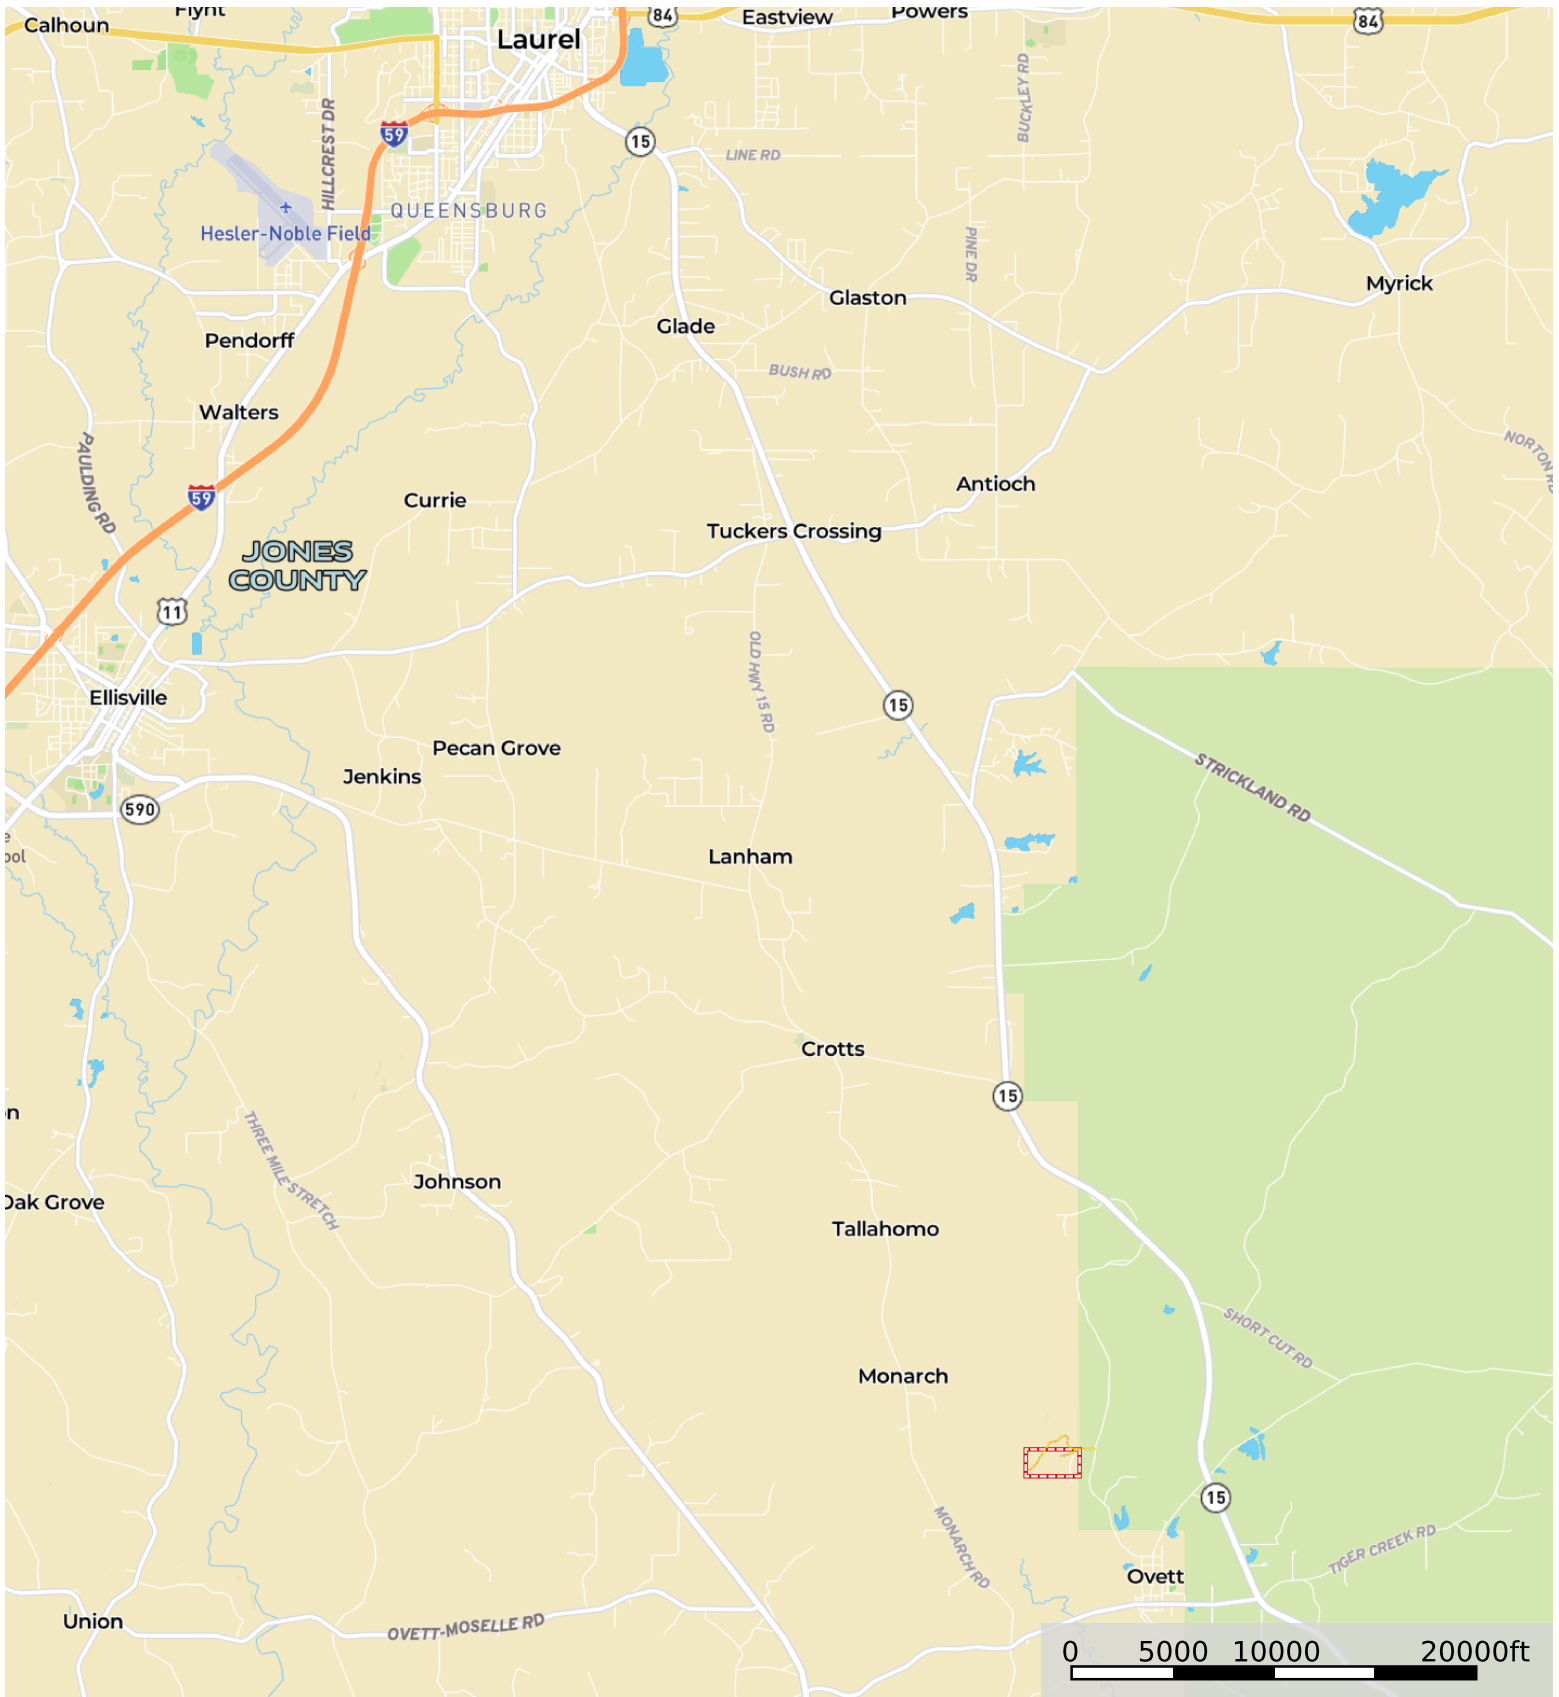 Calhoun
Flynt
Laurel
84
Eastview
Powers
84
HILLCREST DR
59
15
LINE RD
BUCKLEY RD
QUEENSBURG
Hesler-Noble Field
PINE DR
Myrick
Glaston
Glade
Pendorff
BUSH RD
Walters
PAULDING RD
NORTON RD
59
Currie
Antioch
Tuckers Crossing
JONES
COUNTY
11
OLD HWY 15 RD
Ellisville
15
Pecan Grove
Jenkins
STRICKLAND RD
590
ool
Lanham
Crotts
15
THREE MILE STRETCH
Johnson
Oak Grove
Tallahomo
SHORT CUT RD
Monarch
15
MONARCH RD
TIGER CREEK RD
Ovett
Union
OVETT-MOSELLE RD
0 5000 10000 20000ft